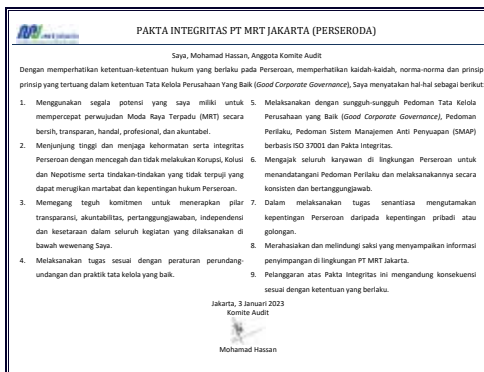 PAKTA INTEGRITAS PT MRT JAKARTA (PERSERODA)
Saya, Mohamad Hassan, Anggota Komite Audit
Dengan memperhatikan ketentuan-ketentuan hukum yang berlaku pada Perseroan, memperhatikan kaidah-kaidah, norma-norma dan prinsip
prinsip yang tertuang dalam ketentuan Tata Kelola Perusahaan Yang Baik (Good Corporate Governance), Saya menyatakan hal-hal sebagai berikut
1. Menggunakan segala potensi yang saya miliki untuk
mempercepat perwujudan Moda Raya Terpadu (MRT) secara
bersih, transparan, handal, profesional, dan akuntabel.
2. Menjunjung tinggi dan menjaga kehormatan serta integritas
Perseroan dengan mencegah dan tidak melakukan Korupsi, Kolusi
dan Nepotisme serta tindakan-tindakan yang tidak terpuji yang
dapat merugikan martabat dan kepentingan hukum Perseroan.
3. Memegang teguh komitmen untuk menerapkan pilar
transparansi, akuntabilitas, pertanggungjawaban, independensi
dan kesetaraan dalam seluruh kegiatan yang dilaksanakan di
bawah wewenang Saya.
4. Melaksanakan tugas sesuai dengan peraturan perundang-
undangan dan praktik tata kelola yang baik.
5. Melaksanakan dengan sungguh-sungguh Pedoman Tata Kelola
Perusahaan yang Baik (Good Corporate Governance), Pedoman
Perilaku, Pedoman Sistem Manajemen Anti Penyuapan (SMAP)
berbasis ISO 37001 dan Pakta Integritas.
6. Mengajak seluruh karyawan di lingkungan Perseroan untuk
menandatangani Pedoman Perilaku dan melaksanakannya secara
konsisten dan bertanggungjawab.
7. Dalam melaksanakan tugas senantiasa mengutamakan
kepentingan Perseroan daripada kepentingan pribadi atau
golongan.
8. Merahasiakan dan melindungi saksi yang menyampaikan informasi
penyimpangan di lingkungan PT MRT Jakarta.
9. Pelanggaran atas Pakta Integritas ini mengandung konsekuensi
sesuai dengan ketentuan yang berlaku.
Jakarta, 3 Januari 2023
Komite Audit
Mohamad Hassan